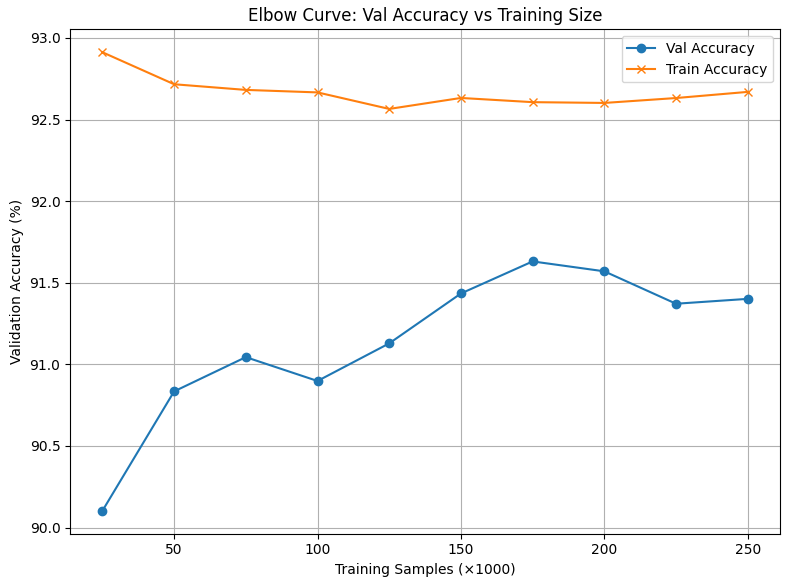 Elbow Curve: Val Accuracy vs Training Size
Val Accuracy
Train Accuracy
Validation Accuracy (%)
93.0
92.5
92.0
91.5
91.0
90.5
90.0
50 100 150 200 250
Training Samples (×1000)